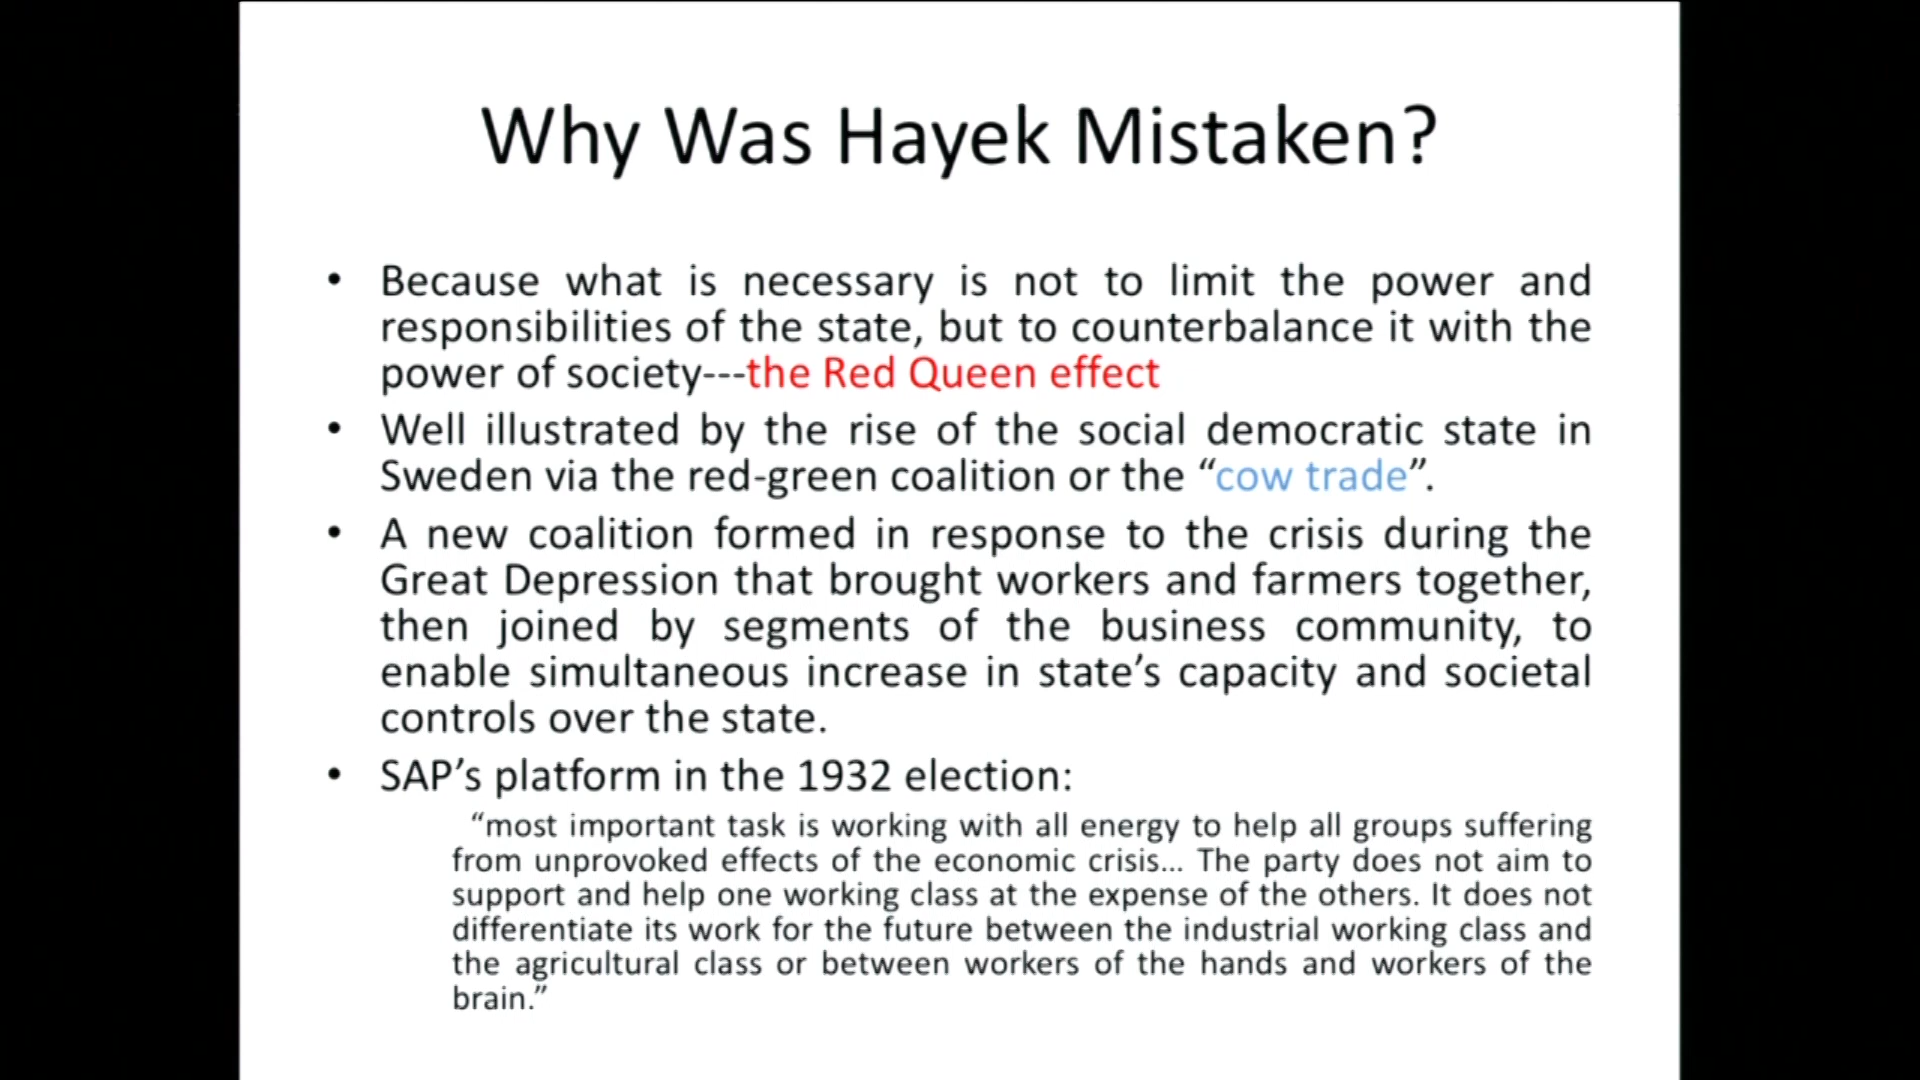 Why Was Hayek Mistaken?
• Because what is necessary is not to limit the power and
responsibilities of the state, but to counterbalance it with the
power of society---the Red Queen effect
• Well illustrated by the rise of the social democratic state in
Sweden via the red-green coalition or the “cow trade”.
• A new coalition formed in response to the crisis during the
Great Depression that brought workers and farmers together,
then joined by segments of the business community, to
enable simultaneous increase in state’s capacity and societal
controls over the state.
• SAP’s platform in the 1932 election:
“most important task is working with all energy to help all groups suffering
from unprovoked effects of the economic crisis... The party does not aim to
support and help one working class at the expense of the others. It does not
differentiate its work for the future between the industrial working class and
the agricultural class or between workers of the hands and workers of the
brain.”